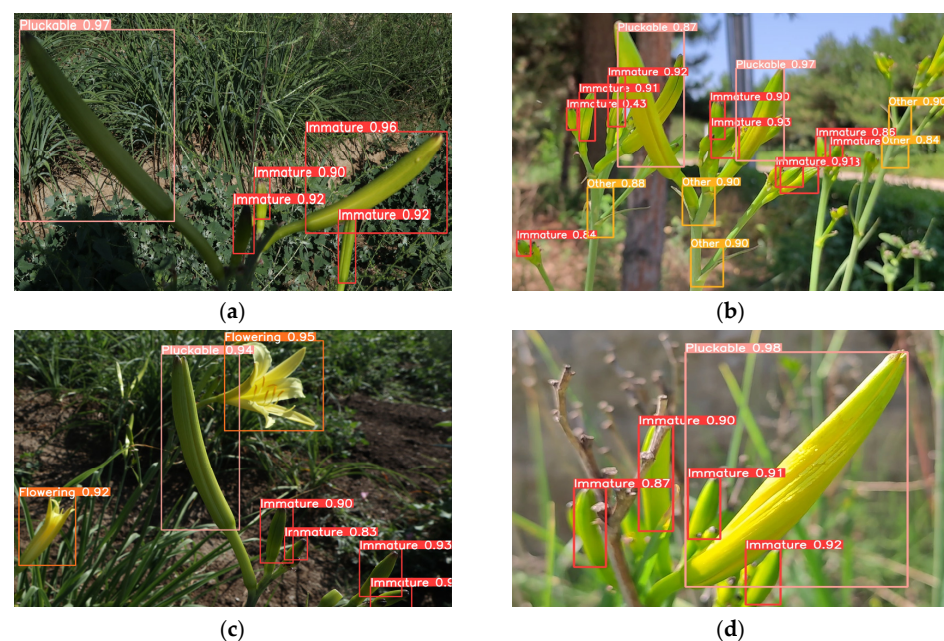 Pluckable 0.97
Immature 0.96
Immature 0.90
Immature 0.92
Immature 0.92
(a)
Pluckable 0.87
Pluckable 0.97
Immature 0.92
Immature 0.91
Immature 0.90
Other 0.90
Immature 0.43
Immature 0.93
Immature 0.86
Immature
Other 0.84
Immature 0.91
Other 0.88
Other 0.90
Immature 0.84
Other 0.90
(b)
Flowering 0.95
Pluckable 0.94
Flowering 0.92
Immature 0.90
Immature 0.83
Immature 0.93
Immature
(c)
Pluckable 0.98
Immature 0.90
Immature 0.91
Immature 0.87
Immature 0.92
(d)